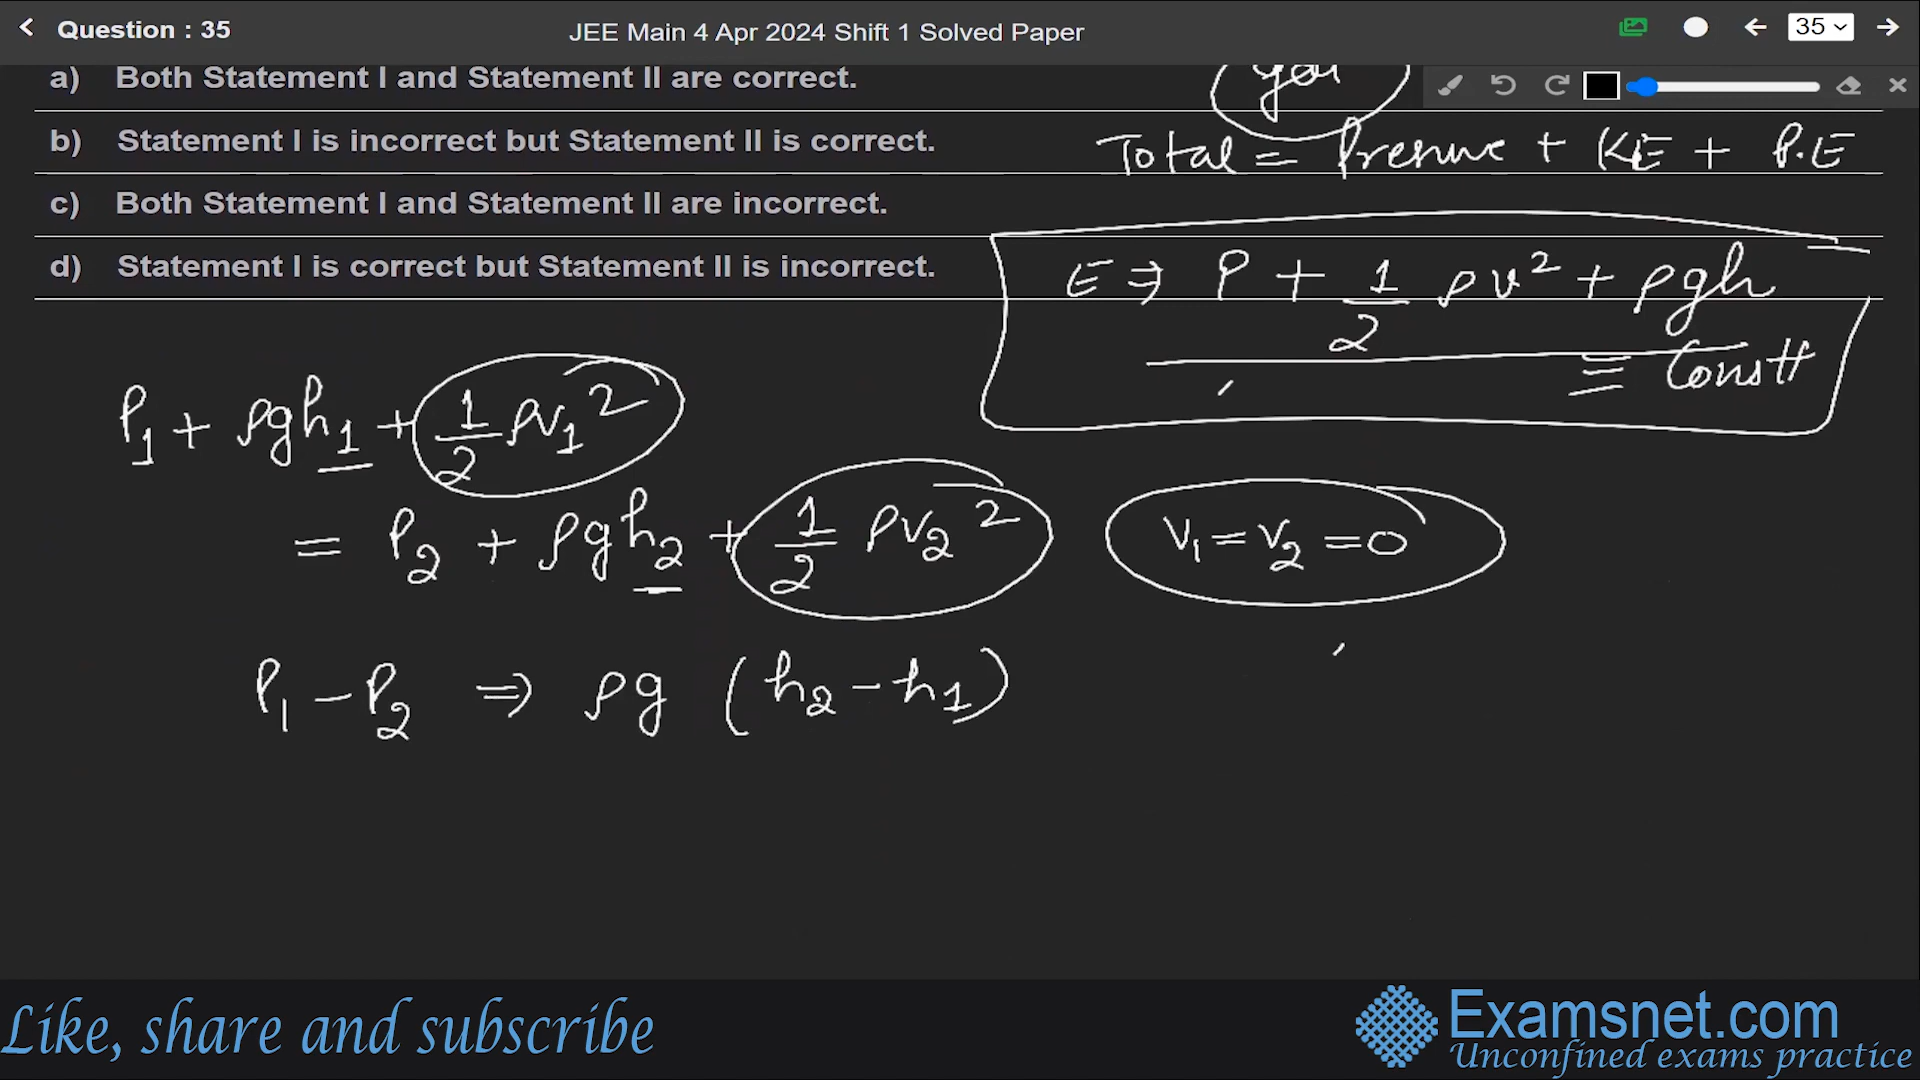 Question : 35
JEE Main 4 Apr 2024 Shift 1 Solved Paper
35
a) Both Statement I and Statement II are correct.
b) Statement I is incorrect but Statement II is correct.
c) Both Statement I and Statement II are incorrect.
d) Statement I is correct but Statement II is incorrect.
Total = Pressure + KE + P.E
E ⇒ P + 1/2 ρv² + ρgh
= Constt
P₁ + ρgh₁ + 1/2 ρv₁²
= P₂ + ρgh₂ + 1/2 ρv₂²
v₁ = v₂ = 0
P₁ - P₂ ⇒ ρg (h₂ - h₁)
Like, share and subscribe
Examsnet.com
Unconfined exams practice